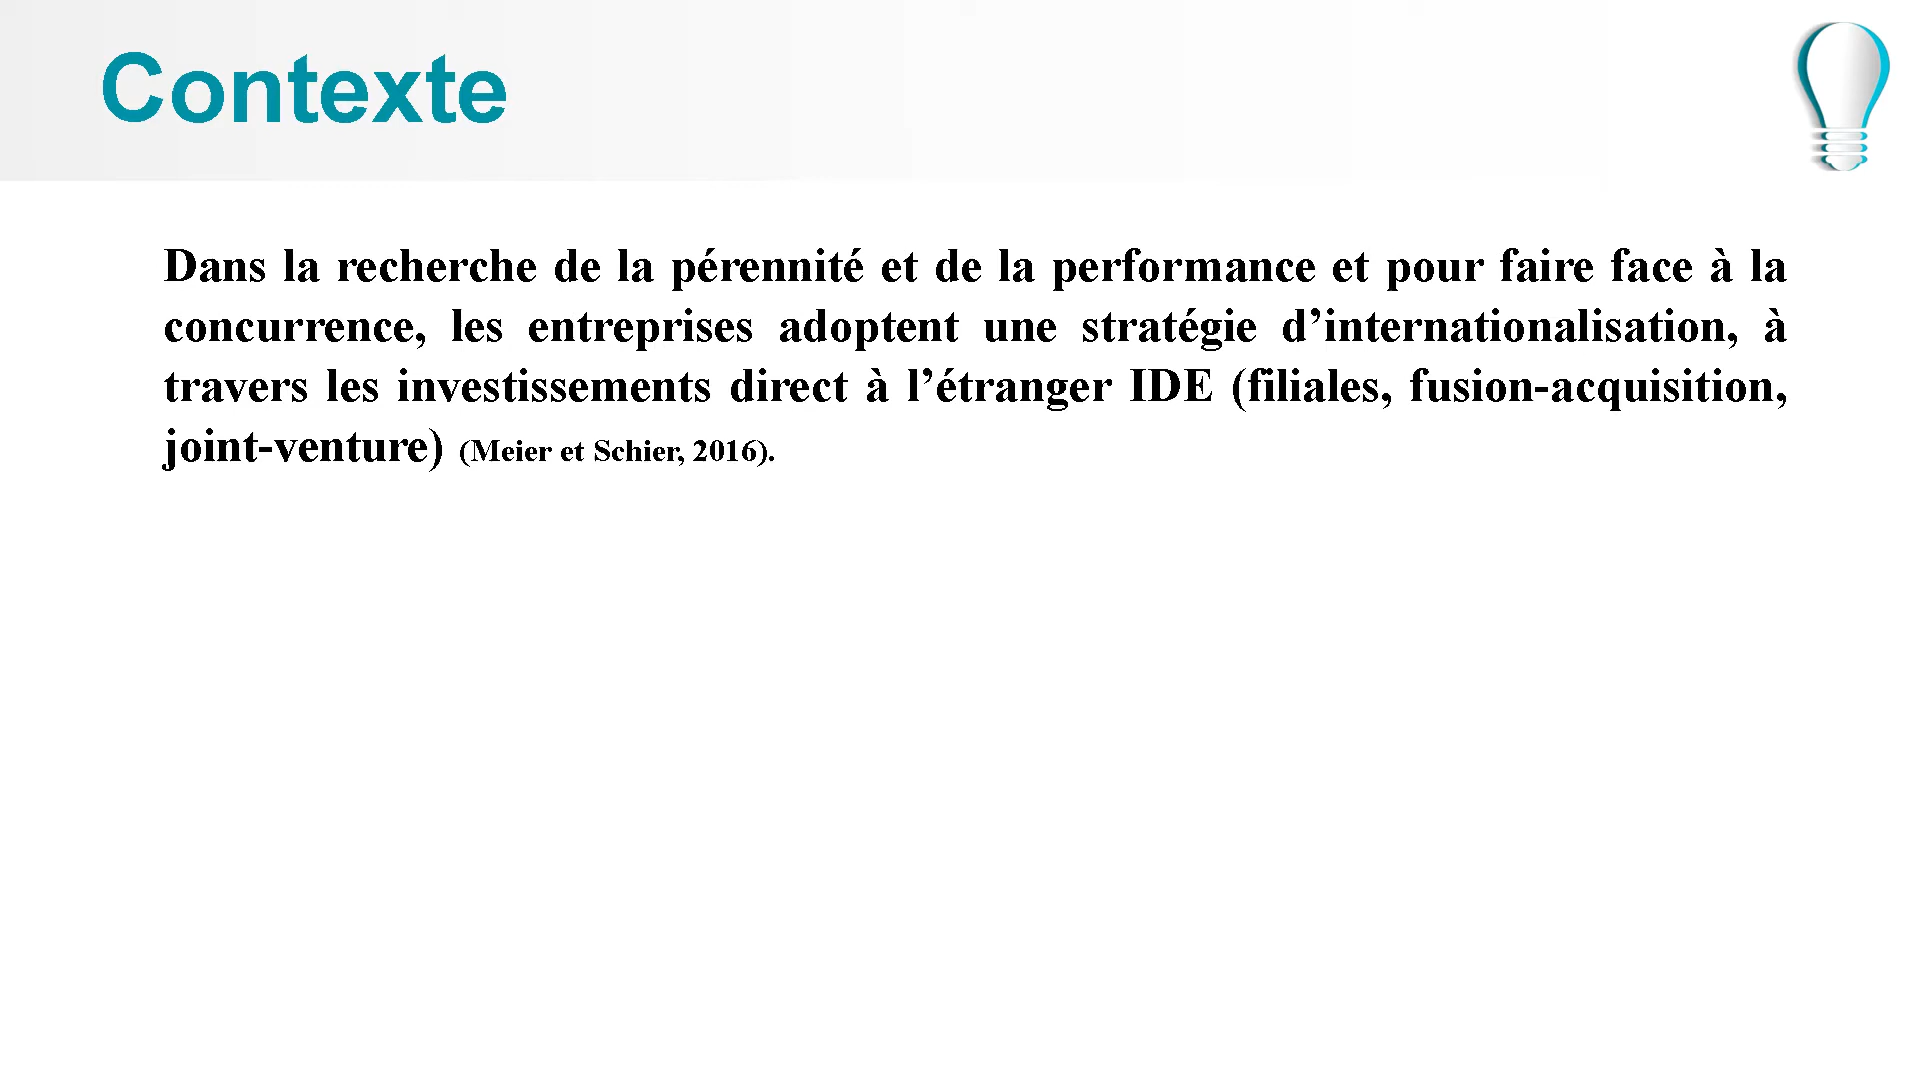 Contexte
Dans la recherche de la pérennité et de la performance et pour faire face à la
concurrence, les entreprises adoptent une stratégie d’internationalisation, à
travers les investissements direct à l’étranger IDE (filiales, fusion-acquisition,
joint-venture) (Meier et Schier, 2016).